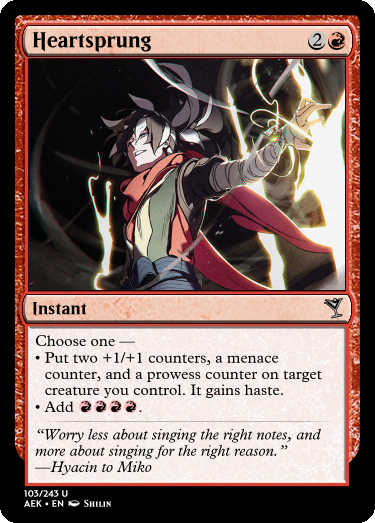 Heartsprung 2
Instant
Choose one —
• Put two +1/+1 counters, a menace
counter, and a prowess counter on target
creature you control. It gains haste.
• Add .
“Worry less about singing the right notes, and
more about singing for the right reason.”
—Hyacin to Miko
103/243 U
AEK • EN Shilin